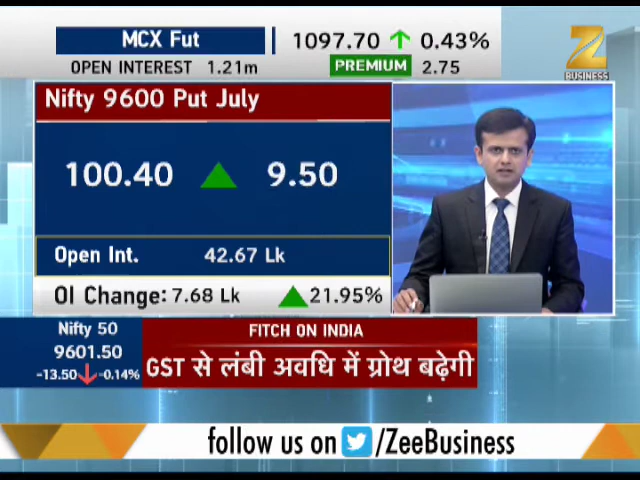 MCX Fut
1097.70 0.43%
OPEN INTEREST 1.21m
PREMIUM 2.75
Z
BUSINESS
Nifty 9600 Put July
100.40 9.50
Open Int. 42.67 Lk
OI Change: 7.68 Lk 21.95%
Nifty 50
9601.50
-13.50 -0.14%
FITCH ON INDIA
GST से लंबी अवधि में ग्रोथ बढ़ेगी
follow us on /ZeeBusiness